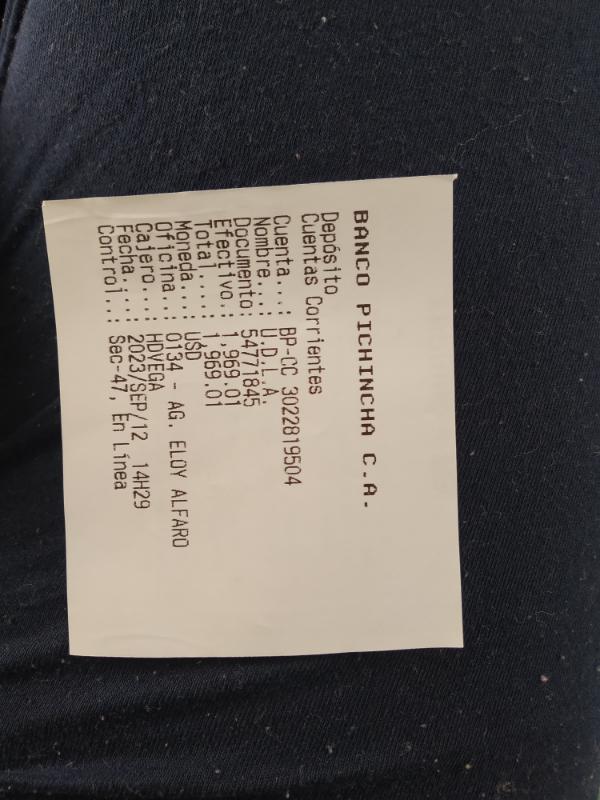 BANCO PICHINCHA C.A.
Depósito
Cuentas Corrientes
Cuenta...: BP-CC 3022819504
Nombre..: U.D.L.A.
Documento: 54771845
Efectivo.: 1,969.01
Total....: 1,969.01
Moneda...: USD
Oficina..: 0134 - AG. ELOY ALFARO
Cajero...: HDVEGA
Fecha....: 2023/SEP/12 14H29
Control..: Sec-47, En Línea